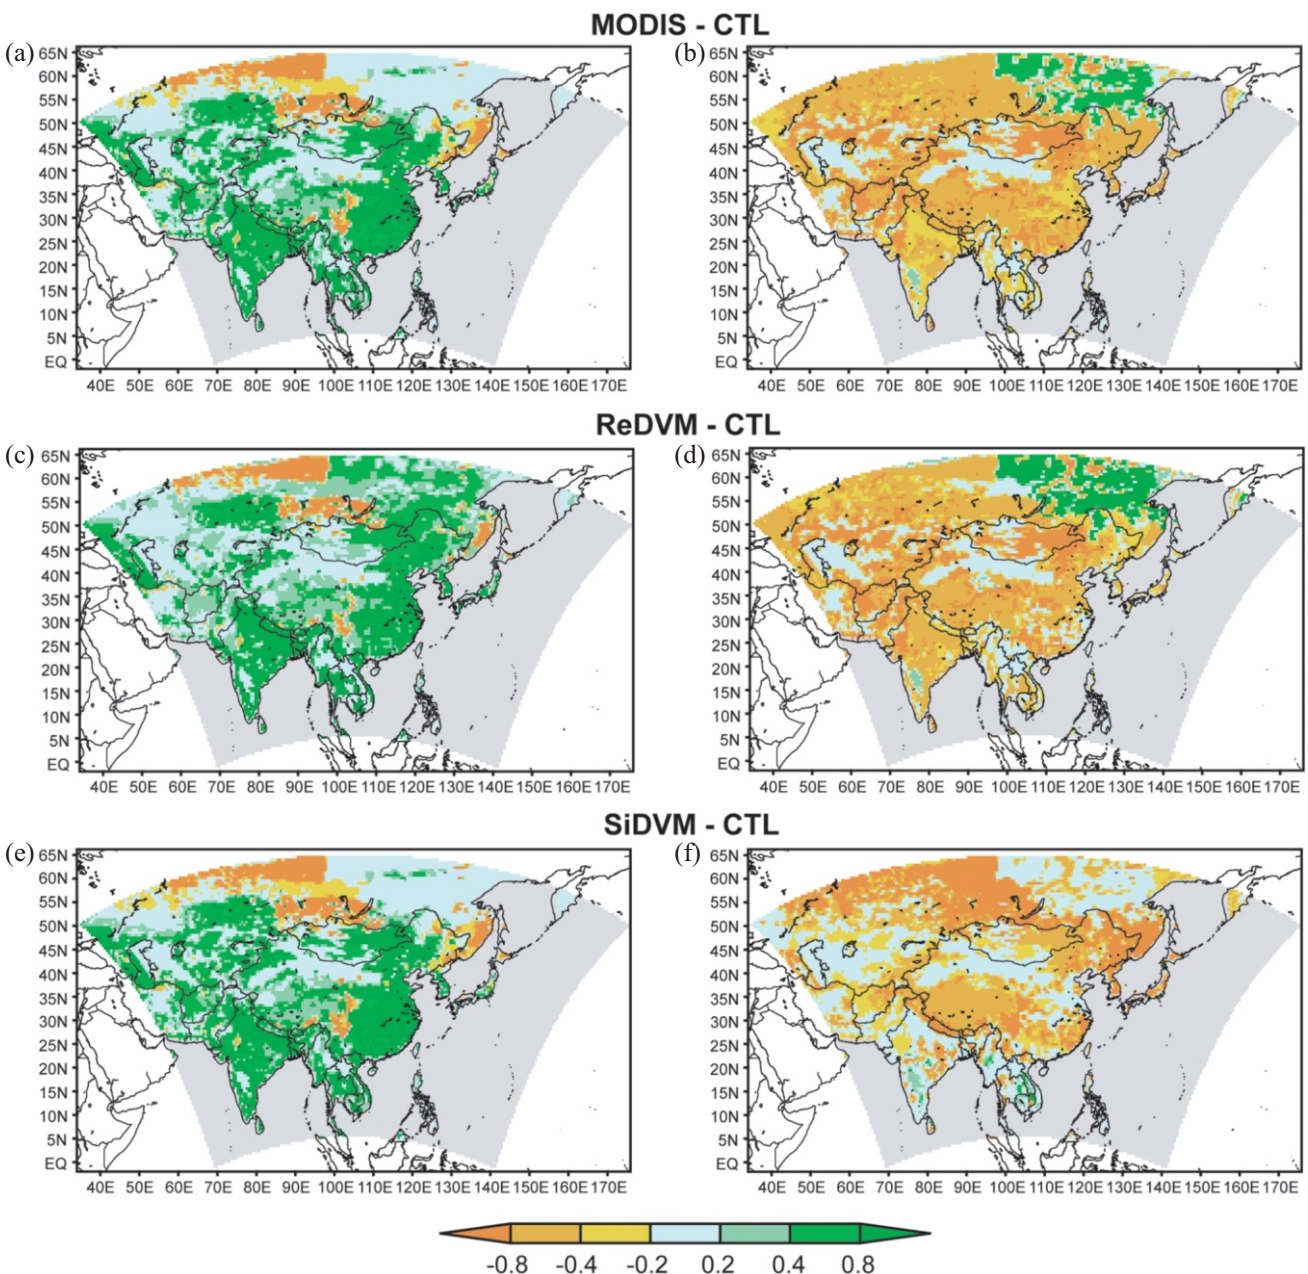 MODIS - CTL
(a) (b)
65N 65N
60N 60N
55N 55N
50N 50N
45N 45N
40N 40N
35N 35N
30N 30N
25N 25N
20N 20N
15N 15N
10N 10N
5N 5N
EQ EQ
40E 50E 60E 70E 80E 90E 100E 110E 120E 130E 140E 150E 160E 170E 40E 50E 60E 70E 80E 90E 100E 110E 120E 130E 140E 150E 160E 170E
ReDVM - CTL
(c) (d)
65N 65N
60N 60N
55N 55N
50N 50N
45N 45N
40N 40N
35N 35N
30N 30N
25N 25N
20N 20N
15N 15N
10N 10N
5N 5N
EQ EQ
40E 50E 60E 70E 80E 90E 100E 110E 120E 130E 140E 150E 160E 170E 40E 50E 60E 70E 80E 90E 100E 110E 120E 130E 140E 150E 160E 170E
SiDVM - CTL
(e) (f)
65N 65N
60N 60N
55N 55N
50N 50N
45N 45N
40N 40N
35N 35N
30N 30N
25N 25N
20N 20N
15N 15N
10N 10N
5N 5N
EQ EQ
40E 50E 60E 70E 80E 90E 100E 110E 120E 130E 140E 150E 160E 170E 40E 50E 60E 70E 80E 90E 100E 110E 120E 130E 140E 150E 160E 170E
-0.8 -0.4 -0.2 0.2 0.4 0.8